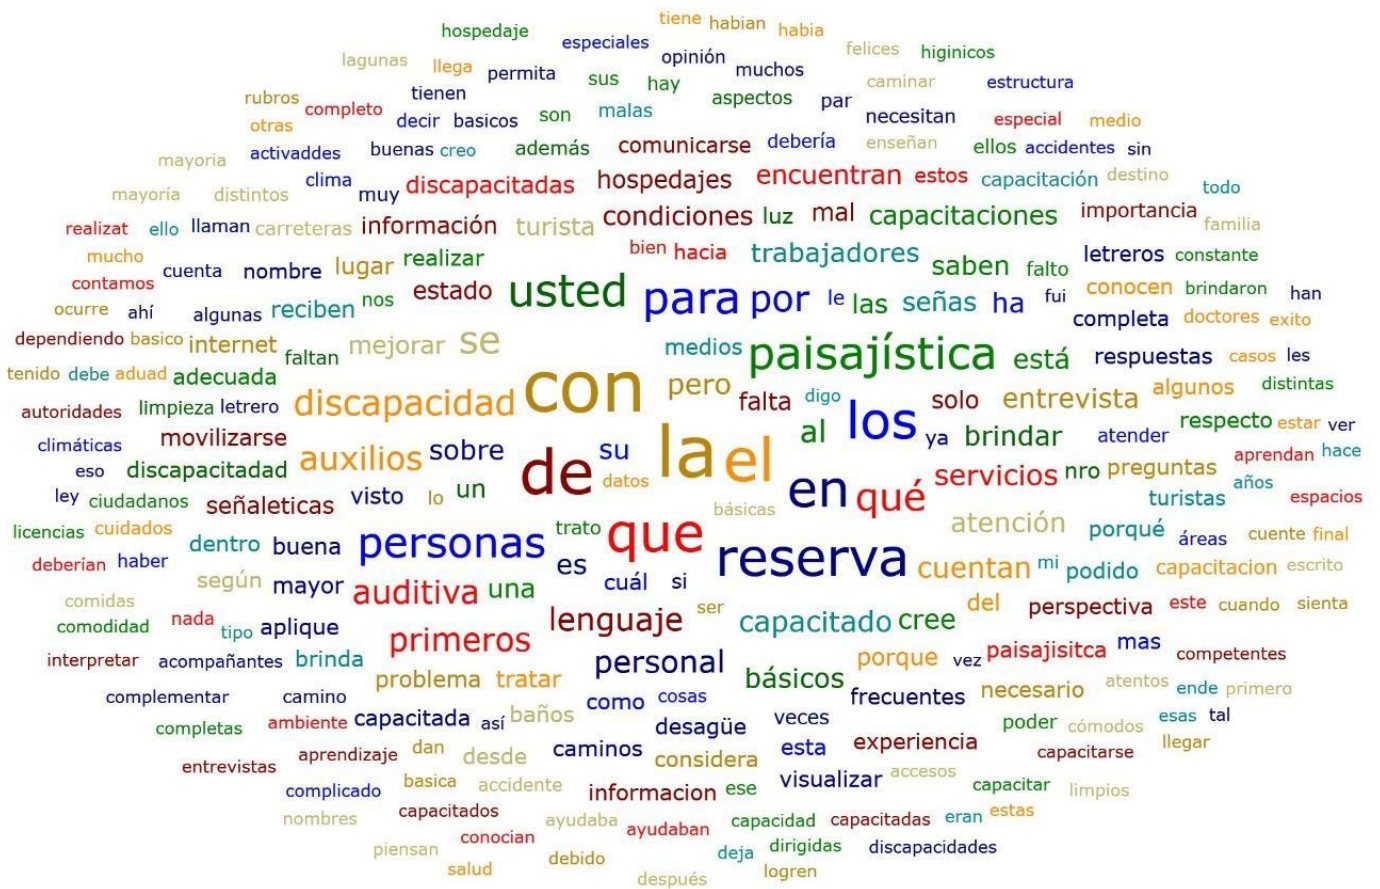 tiene habian habia
hospedaje especiales felices higinicos
lagunas llega permita opinión muchos
sus hay caminar estructura
rubros completo tienen aspectos par necesitan
otras decir basicos son malas especial medio
mayoria activaddes buenas creo además comunicarse debería enseñan ellos accidentes sin
mayoría distintos clima muy discapacitadas hospedajes encuentran estos capacitación destino todo
realizat ello llaman carreteras información turista condiciones luz mal capacitaciones importancia familia
mucho contamos cuenta nombre lugar realizar bien hacia trabajadores saben falto letreros constante
ocurre ahí algunas reciben nos estado usted para por le las señas ha fui conocen brindaron han
dependiendo basico internet faltan mejorar se medios paisajística está completa doctores exito
tenido debe aduad adecuada discapacidad con pero falta digo los solo entrevista respuestas casos les
autoridades limpieza letrero algunos distintas
climáticas movilizarse auxilios sobre de su la el al ya brindar atender respecto estar ver
eso discapacitadad datos en qué servicios nro preguntas aprendan hace
ley ciudadanos señaleticas visto lo un básicas turistas años espacios
licencias cuidados dentro buena personas trato que reserva atención porqué áreas cuente final
deberían haber según mayor auditiva una es cuál si cuentan mi podido capacitacion escrito
comidas nada tipo aplique primeros lenguaje ser capacitado cree del perspectiva este cuando sienta
comodidad
interpretar acompañantes brinda problema tratar personal básicos porque vez paisajisitca mas competentes
complementar camino como cosas frecuentes necesario atentos ende primero
completas ambiente capacitada así baños desagüe veces poder cómodos esas tal
entrevistas aprendizaje dan desde caminos considera esta experiencia capacitarse llegar
complicado basica accidente informacion ese visualizar accesos capacitar limpios
nombres capacitados ayudaba ayudaban capacidad capacitadas eran estas
piensan conocian debido deja dirigidas discapacidades
salud después logren